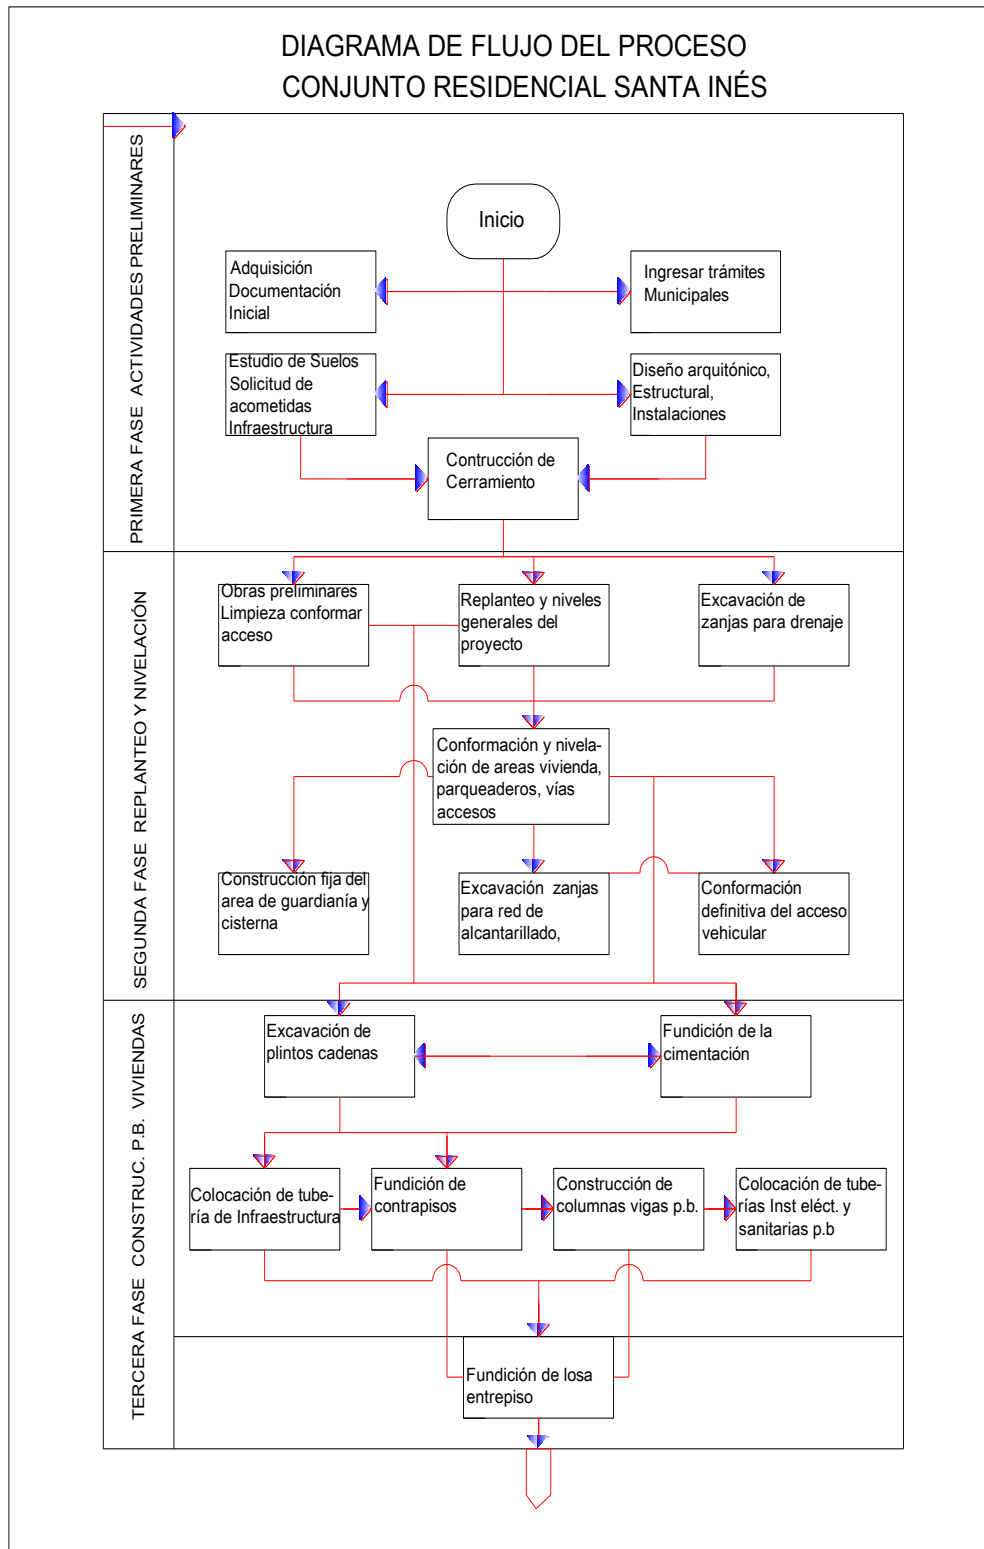 DIAGRAMA DE FLUJO DEL PROCESO
CONJUNTO RESIDENCIAL SANTA INÉS
PRIMERA FASE ACTIVIDADES PRELIMINARES
Inicio
Adquisición
Documentación
Inicial
Ingresar trámites
Municipales
Estudio de Suelos
Solicitud de
acometidas
Infraestructura
Diseño arquitónico,
Estructural,
Instalaciones
Contrucción de
Cerramiento
SEGUNDA FASE REPLANTEO Y NIVELACIÓN
Obras preliminares
Limpieza conformar
acceso
Replanteo y niveles
generales del
proyecto
Excavación de
zanjas para drenaje
Conformación y nivela-
ción de areas vivienda,
parqueaderos, vías
accesos
Construcción fija del
area de guardianía y
cisterna
Excavación zanjas
para red de
alcantarillado,
Conformación
definitiva del acceso
vehicular
TERCERA FASE CONSTRUC. P.B. VIVIENDAS
Excavación de
plintos cadenas
Fundición de la
cimentación
Colocación de tube-
ría de Infraestructura
Fundición de
contrapisos
Construcción de
columnas vigas p.b.
Colocación de tube-
rías Inst eléct. y
sanitarias p.b
Fundición de losa
entrepiso